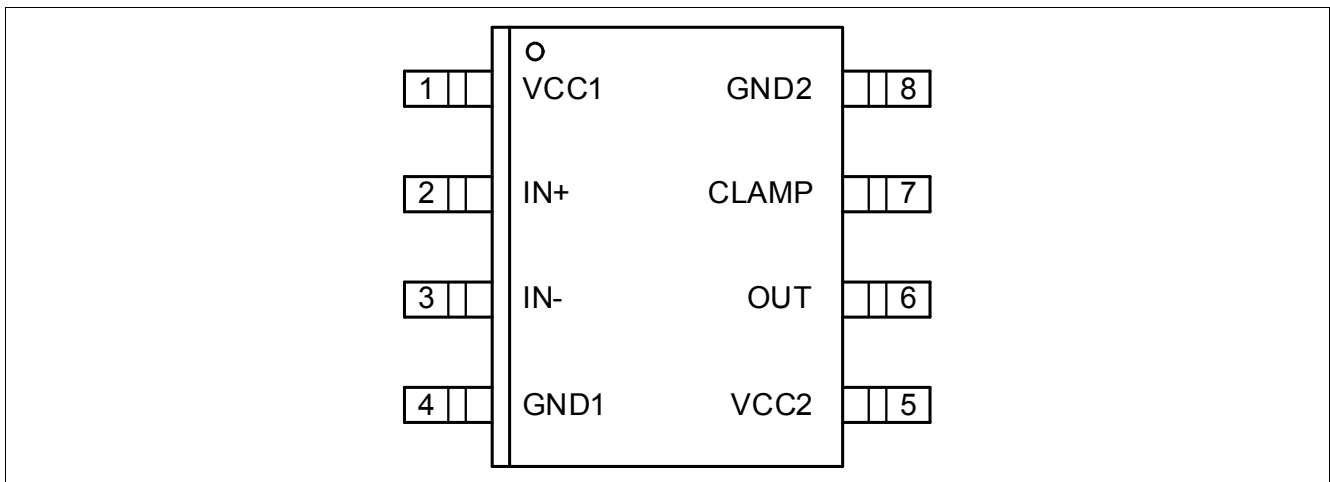 1 VCC1 GND2 8
2 IN+ CLAMP 7
3 IN- OUT 6
4 GND1 VCC2 5